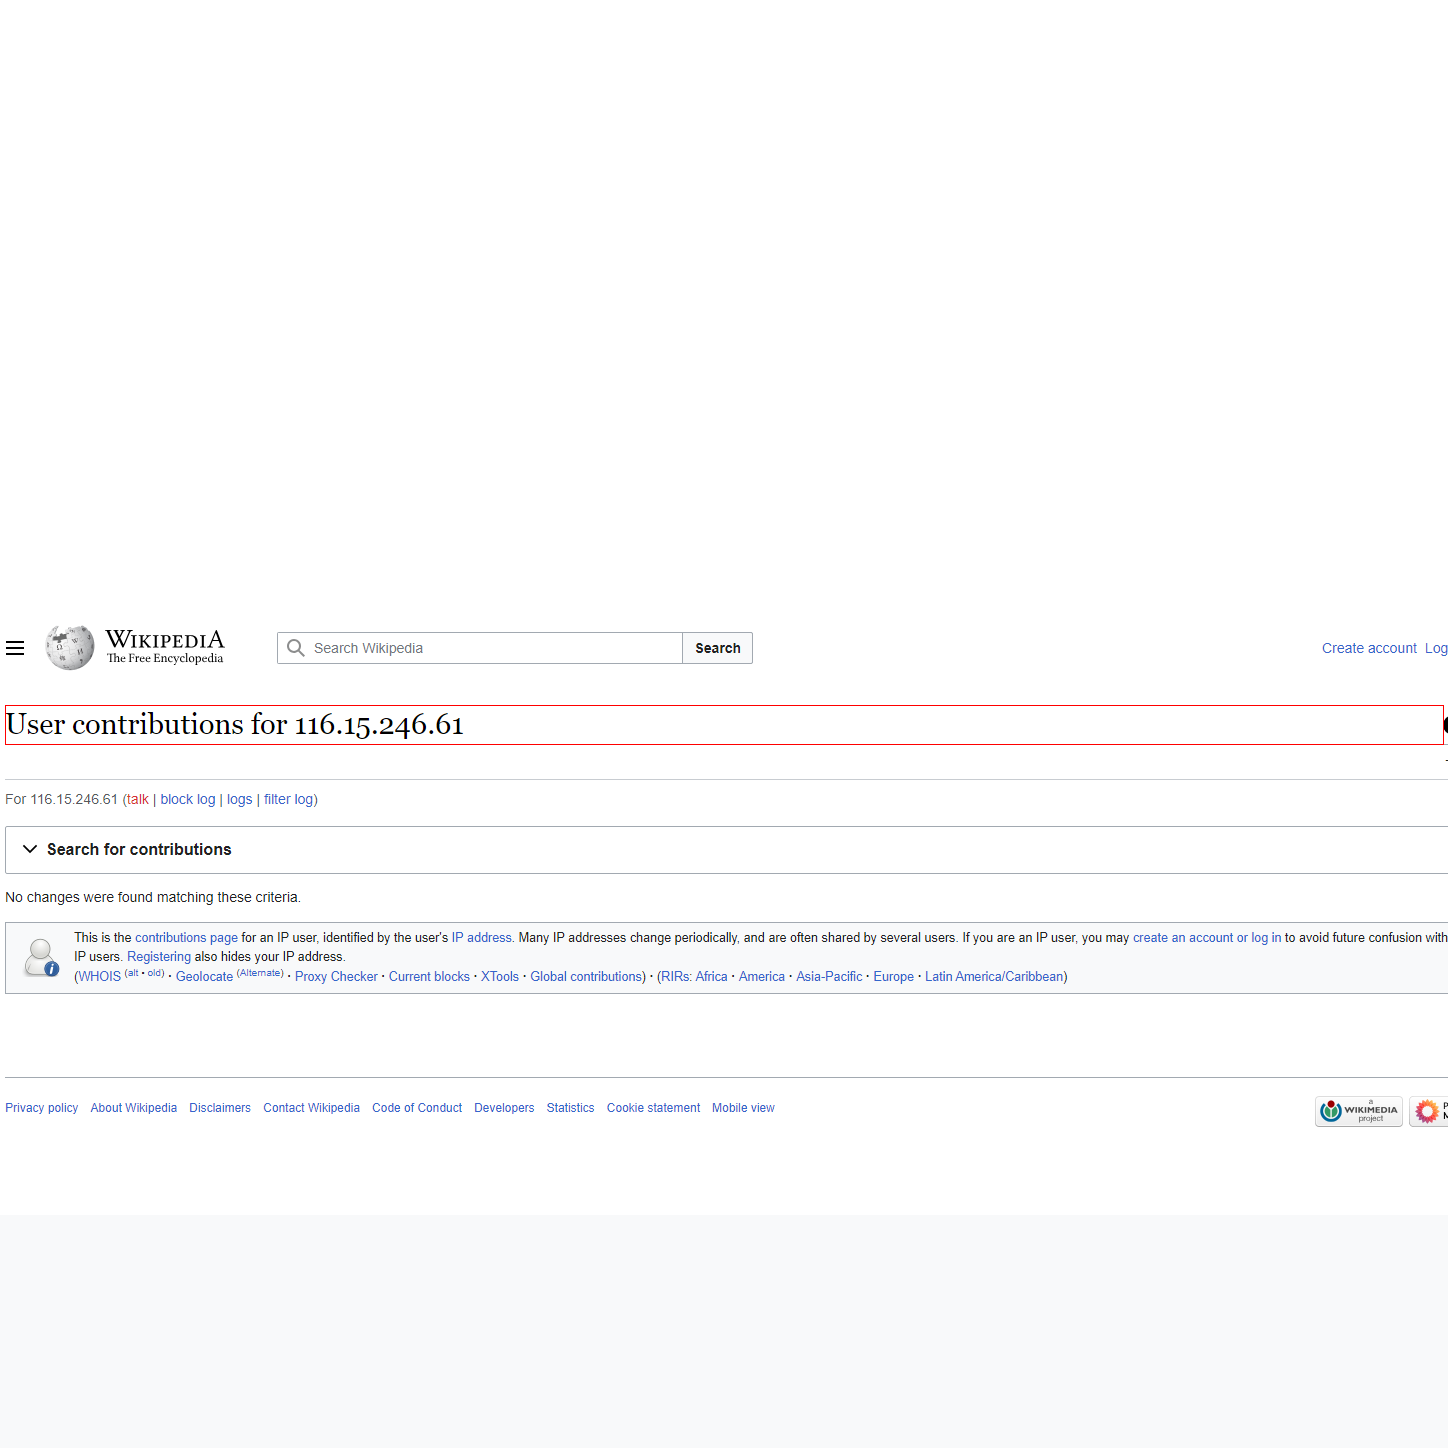 WIKIPEDIA
The Free Encyclopedia
Search Wikipedia
Search
Create account Log
User contributions for 116.15.246.61
For 116.15.246.61 (talk | block log | logs | filter log)
Search for contributions
No changes were found matching these criteria.
This is the contributions page for an IP user, identified by the user's IP address. Many IP addresses change periodically, and are often shared by several users. If you are an IP user, you may create an account or log in to avoid future confusion with
IP users. Registering also hides your IP address.
(WHOIS (alt · old) · Geolocate (Alternate) · Proxy Checker · Current blocks · XTools · Global contributions) · (RIRs: Africa · America · Asia-Pacific · Europe · Latin America/Caribbean)
Privacy policy About Wikipedia Disclaimers Contact Wikipedia Code of Conduct Developers Statistics Cookie statement Mobile view
a
WIKIMEDIA
project